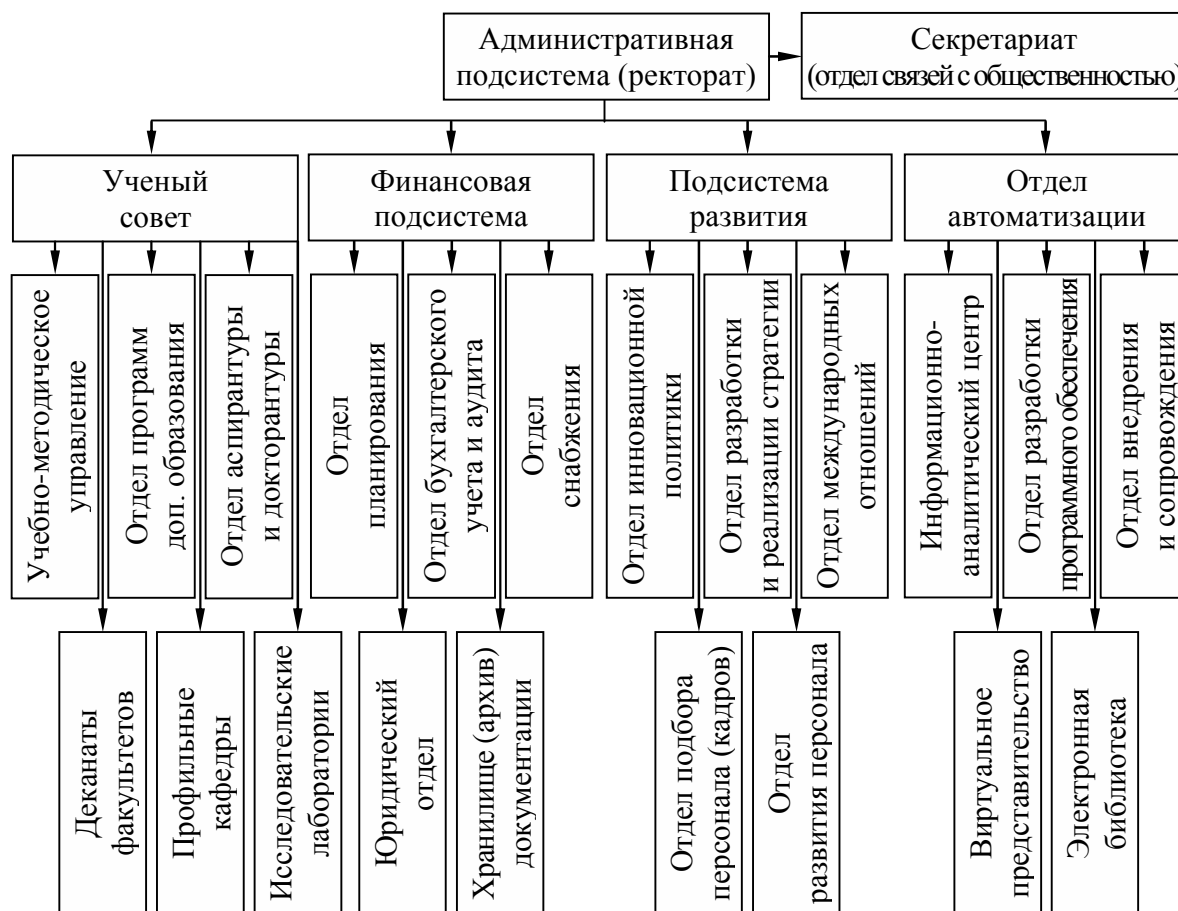 Административная
подсистема (ректорат)
Секретариат
(отдел связей с общественностью)
Ученый
совет
Финансовая
подсистема
Подсистема
развития
Отдел
автоматизации
Учебно-методическое
управление
Отдел программ
доп. образования
Отдел аспирантуры
и докторантуры
Отдел
планирования
Отдел бухгалтерского
учета и аудита
Отдел
снабжения
Отдел инновационной
политики
Отдел разработки
и реализации стратегии
Отдел международных
отношений
Информационно-
аналитический центр
Отдел разработки
программного обеспечения
Отдел внедрения
и сопровождения
Деканаты
факультетов
Профильные
кафедры
Исследовательские
лаборатории
Юридический
отдел
Хранилище (архив)
документации
Отдел подбора
персонала (кадров)
Отдел
развития персонала
Виртуальное
представительство
Электронная
библиотека